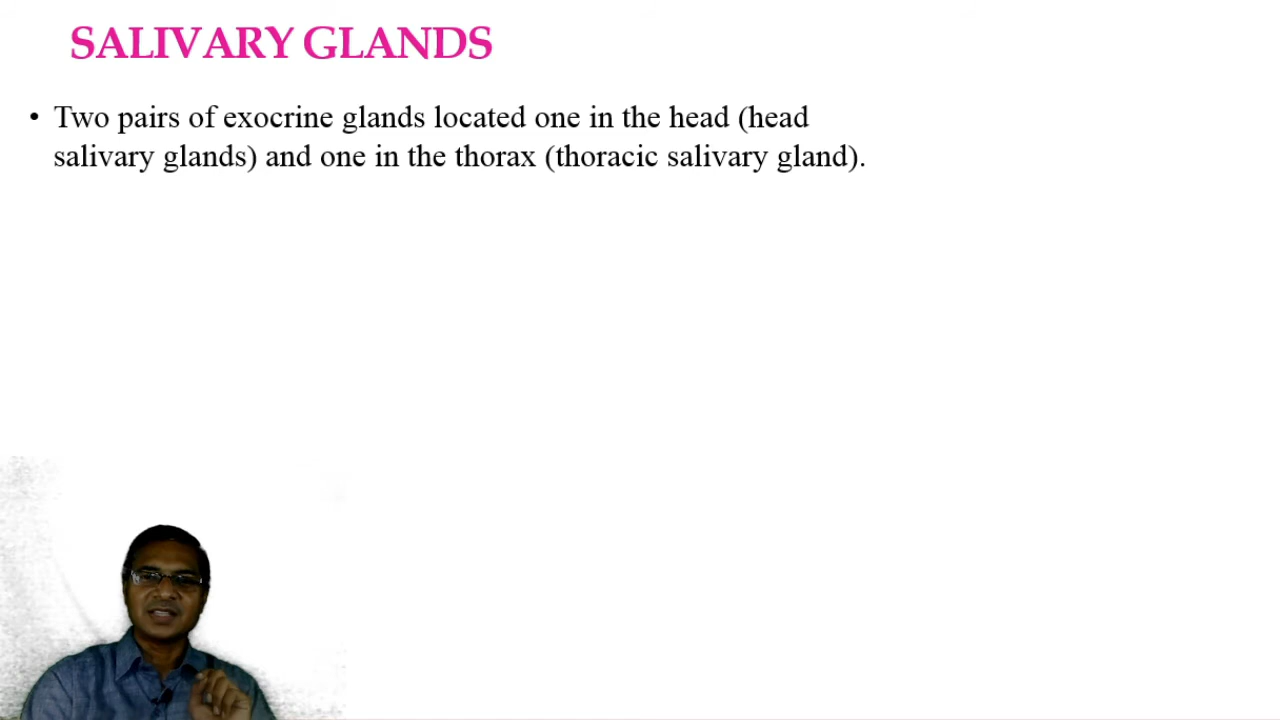 SALIVARY GLANDS
• Two pairs of exocrine glands located one in the head (head
salivary glands) and one in the thorax (thoracic salivary gland).